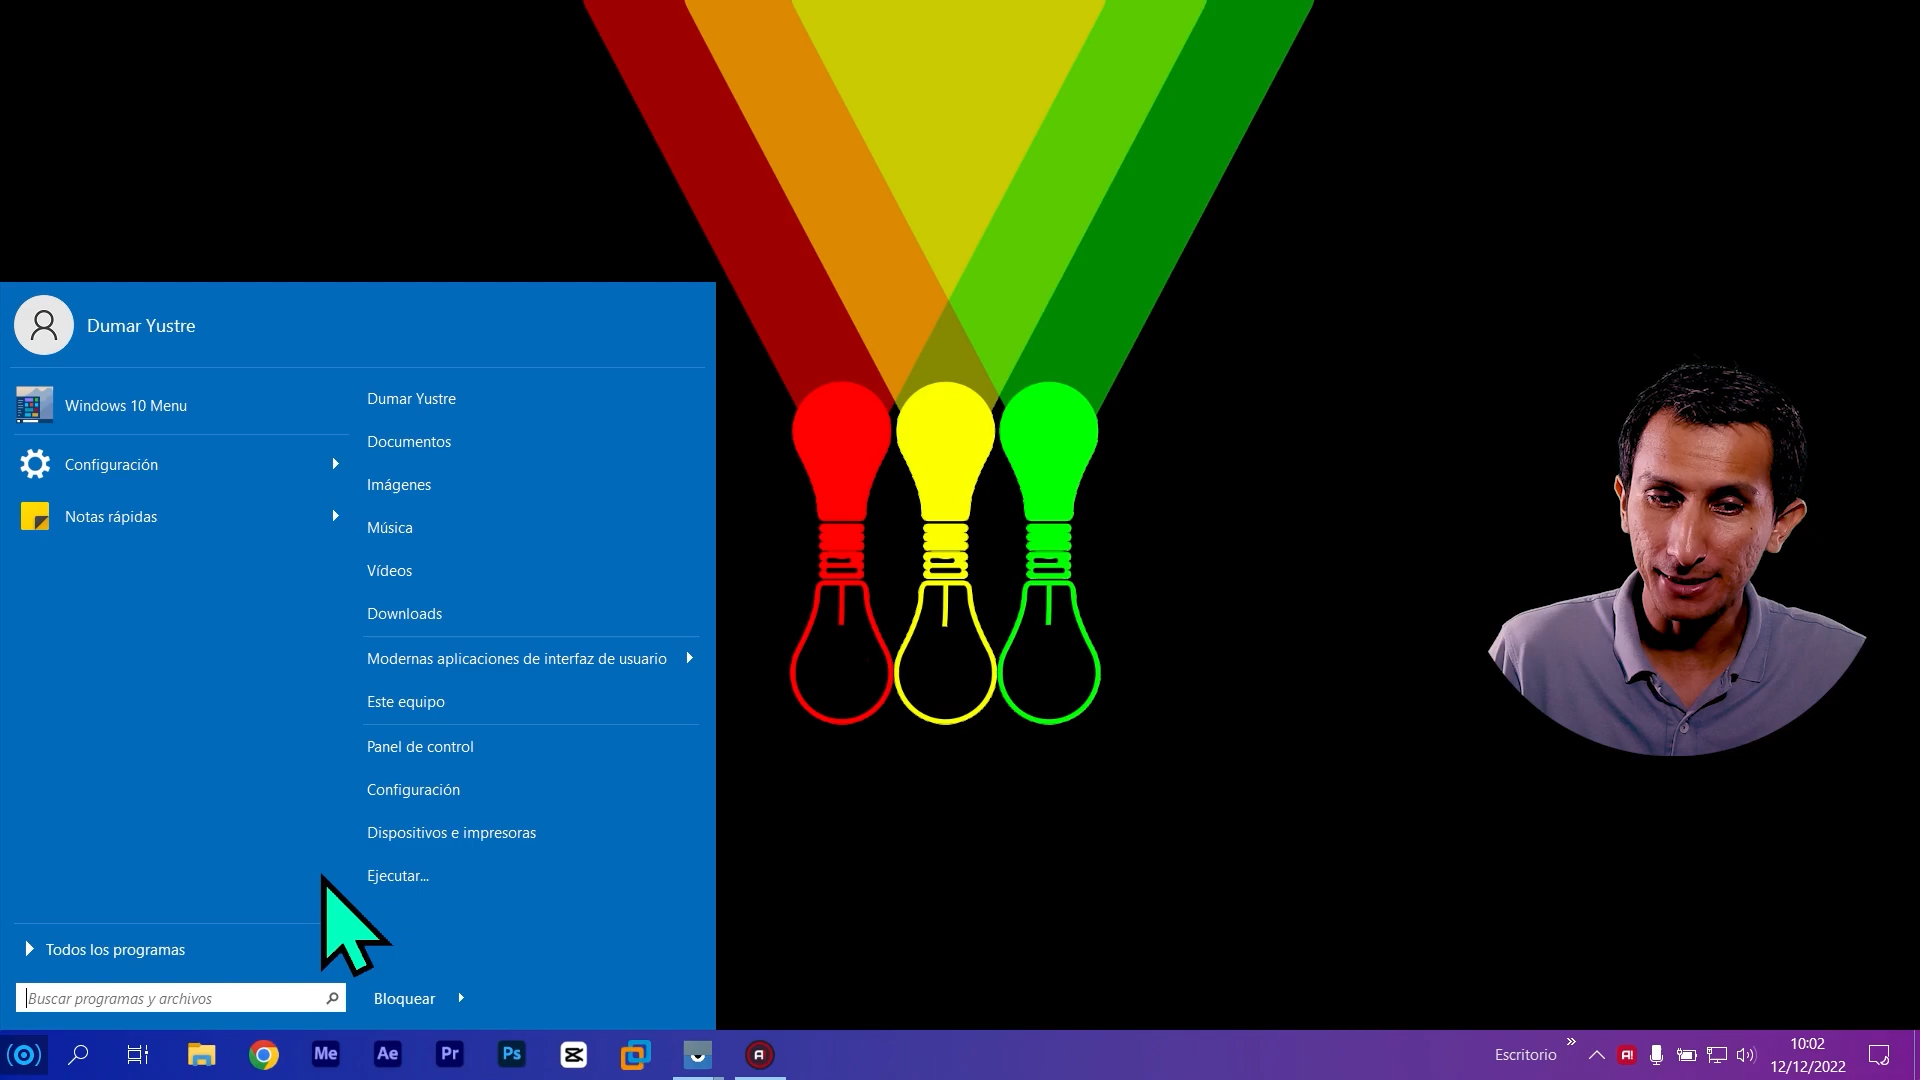 Dumar Yustre
Windows 10 Menu
Configuración
Notas rápidas
Todos los programas
Buscar programas y archivos
Dumar Yustre
Documentos
Imágenes
Música
Vídeos
Downloads
Modernas aplicaciones de interfaz de usuario
Este equipo
Panel de control
Configuración
Dispositivos e impresoras
Ejecutar...
Bloquear
Me
Ae
Pr
Ps
A
Escritorio
A!
10:02
12/12/2022